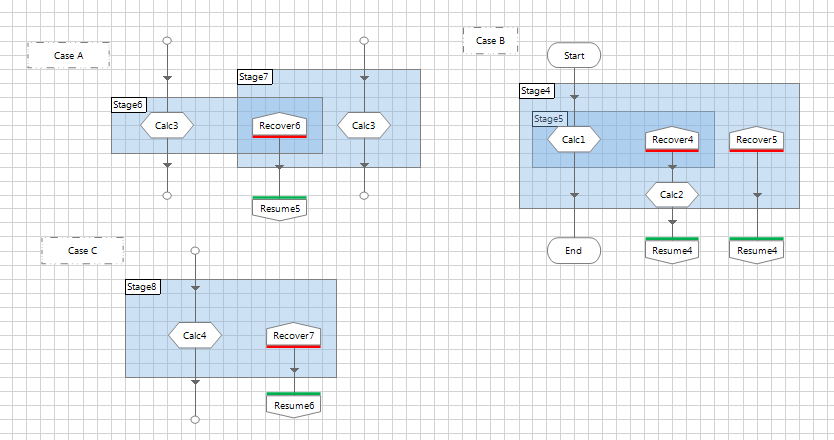 Case A
Stage7
Stage6
Calc3
Recover6
Calc3
Resume5
Case B
Start
Stage4
Stage5
Calc1
Recover4
Recover5
Calc2
End
Resume4
Resume4
Case C
Stage8
Calc4
Recover7
Resume6